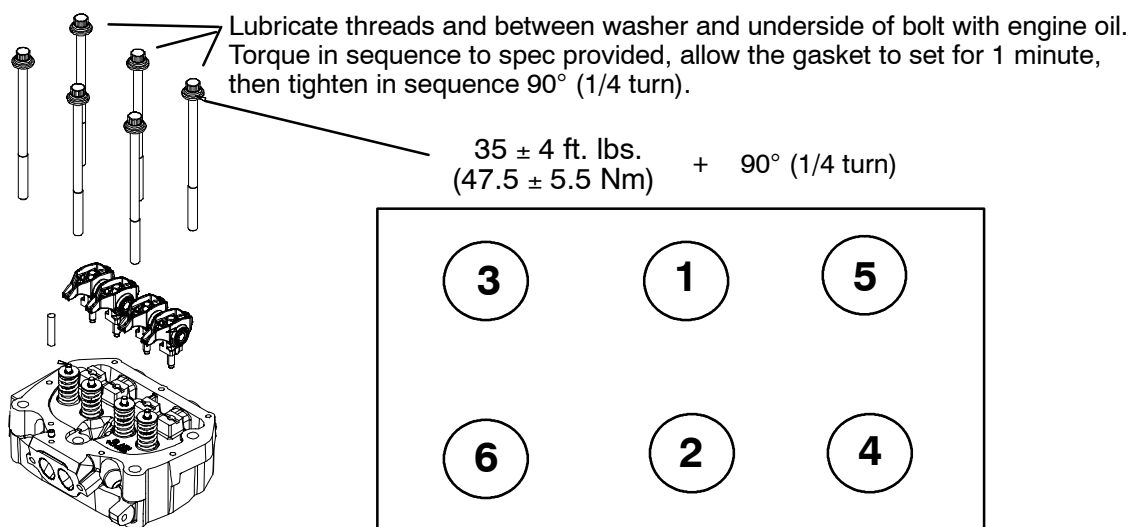 Lubricate threads and between washer and underside of bolt with engine oil.
Torque in sequence to spec provided, allow the gasket to set for 1 minute,
then tighten in sequence 90° (1/4 turn).
35 ± 4 ft. lbs.
(47.5 ± 5.5 Nm)
+ 90° (1/4 turn)
3 1 5
6 2 4